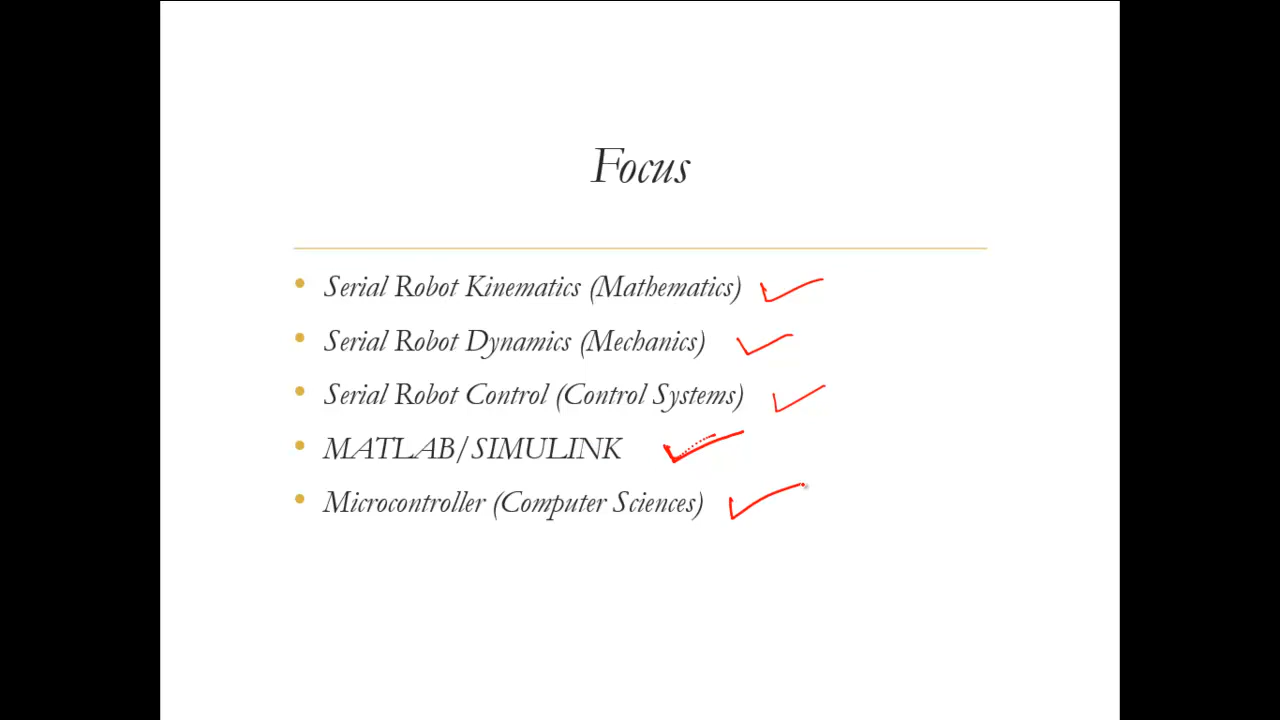 Focus
• Serial Robot Kinematics (Mathematics)
• Serial Robot Dynamics (Mechanics)
• Serial Robot Control (Control Systems)
• MATLAB/SIMULINK
• Microcontroller (Computer Sciences)